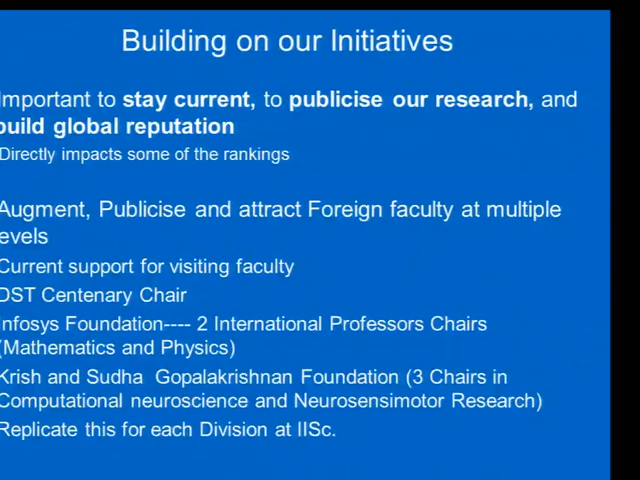 Building on our Initiatives
Important to stay current, to publicise our research, and
build global reputation
Directly impacts some of the rankings
Augment, Publicise and attract Foreign faculty at multiple
evels
Current support for visiting faculty
DST Centenary Chair
Infosys Foundation---- 2 International Professors Chairs
(Mathematics and Physics)
Krish and Sudha Gopalakrishnan Foundation (3 Chairs in
Computational neuroscience and Neurosensimotor Research)
Replicate this for each Division at IISc.